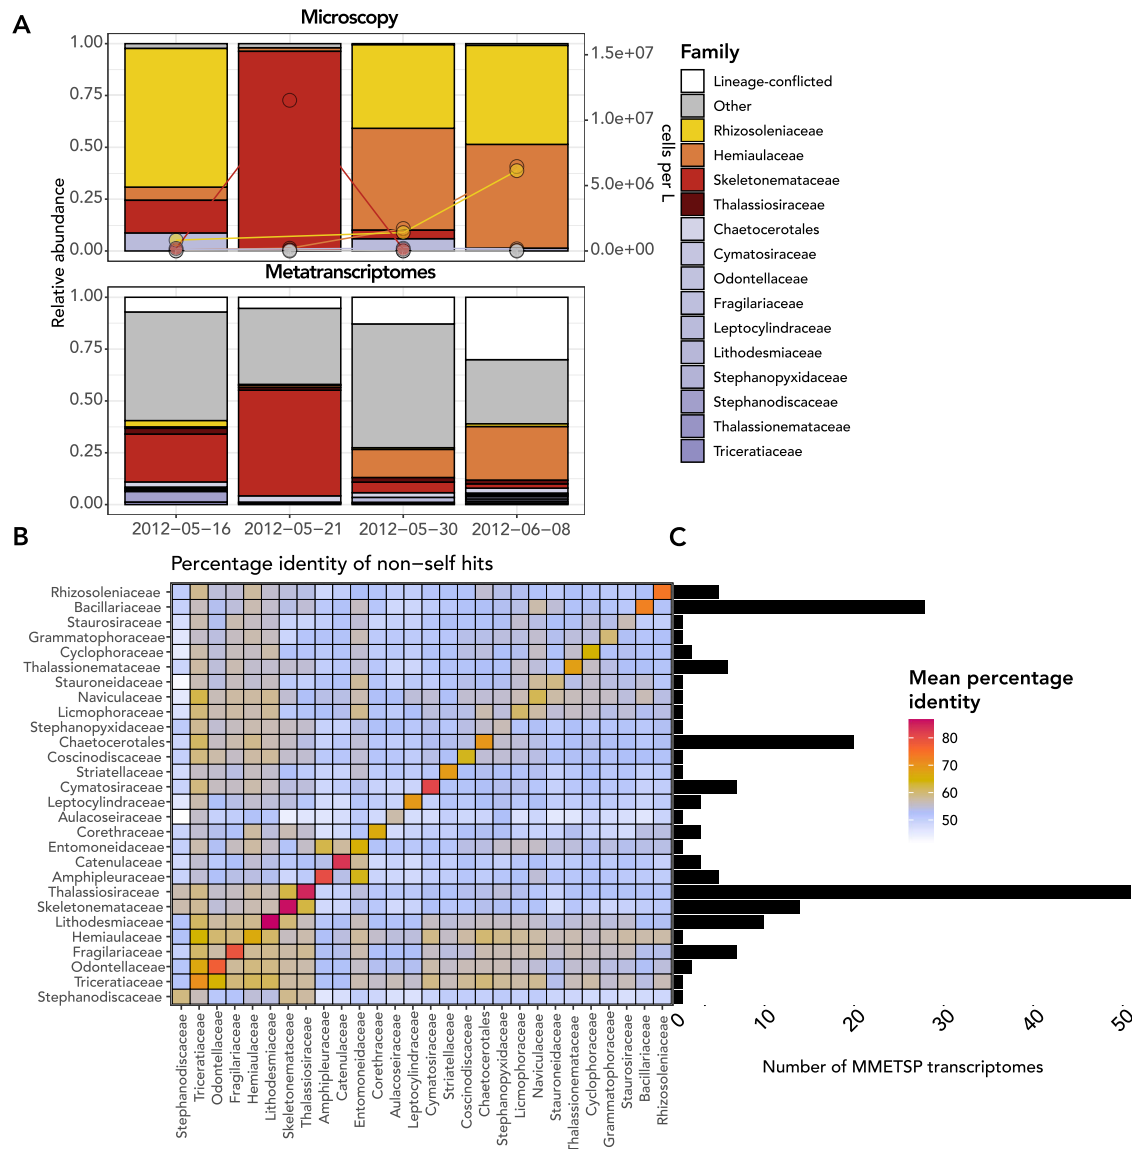 A
Microscopy
1.00
0.75
0.50
0.25
0.00
1.5e+07
1.0e+07
5.0e+06
0.0e+00
cells per L
Relative abundance
Metatranscriptomes
1.00
0.75
0.50
0.25
0.00
2012−05−16
2012−05−21
2012−05−30
2012−06−08
Family
Lineage-conflicted
Other
Rhizosoleniaceae
Hemiaulaceae
Skeletonemataceae
Thalassiosiraceae
Chaetocerotales
Cymatosiraceae
Odontellaceae
Fragilariaceae
Leptocylindraceae
Lithodesmiaceae
Stephanopyxidaceae
Stephanodiscaceae
Thalassionemataceae
Triceratiaceae
B
Percentage identity of non−self hits
Rhizosoleniaceae
Bacillariaceae
Staurosiraceae
Grammatophoraceae
Cyclophoraceae
Thalassionemataceae
Stauroneidaceae
Naviculaceae
Licmophoraceae
Stephanopyxidaceae
Chaetocerotales
Coscinodiscaceae
Striatellaceae
Cymatosiraceae
Leptocylindraceae
Aulacoseiraceae
Corethraceae
Entomoneidaceae
Catenulaceae
Amphipleuraceae
Thalassiosiraceae
Skeletonemataceae
Lithodesmiaceae
Hemiaulaceae
Fragilariaceae
Odontellaceae
Triceratiaceae
Stephanodiscaceae
Stephanodiscaceae
Triceratiaceae
Odontellaceae
Fragilariaceae
Hemiaulaceae
Lithodesmiaceae
Skeletonemataceae
Thalassiosiraceae
Amphipleuraceae
Catenulaceae
Entomoneidaceae
Corethraceae
Aulacoseiraceae
Leptocylindraceae
Cymatosiraceae
Striatellaceae
Coscinodiscaceae
Chaetocerotales
Stephanopyxidaceae
Licmophoraceae
Naviculaceae
Stauroneidaceae
Thalassionemataceae
Cyclophoraceae
Grammatophoraceae
Staurosiraceae
Bacillariaceae
Rhizosoleniaceae
C
Mean percentage
identity
80
70
60
50
0
10
20
30
40
50
Number of MMETSP transcriptomes